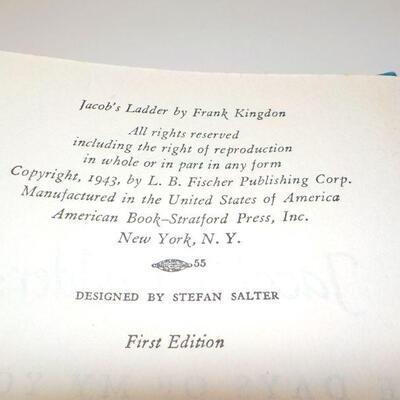 Jacob's Ladder by Frank Kingdon
All rights reserved
including the right of reproduction
in whole or in part in any form
Copyright, 1943, by L. B. Fischer Publishing Corp.
Manufactured in the United States of America
American Book–Stratford Press, Inc.
New York, N. Y.
55
DESIGNED BY STEFAN SALTER
First Edition